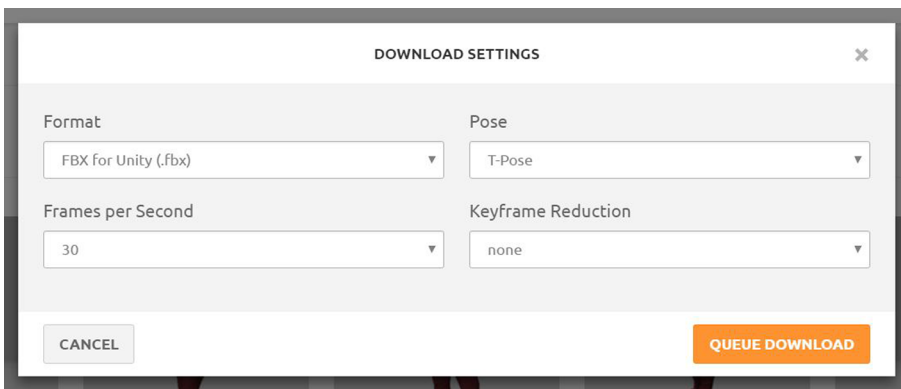 DOWNLOAD SETTINGS
Format
Pose
FBX for Unity (.fbx)
T-Pose
Frames per Second
Keyframe Reduction
30
none
CANCEL
QUEUE DOWNLOAD